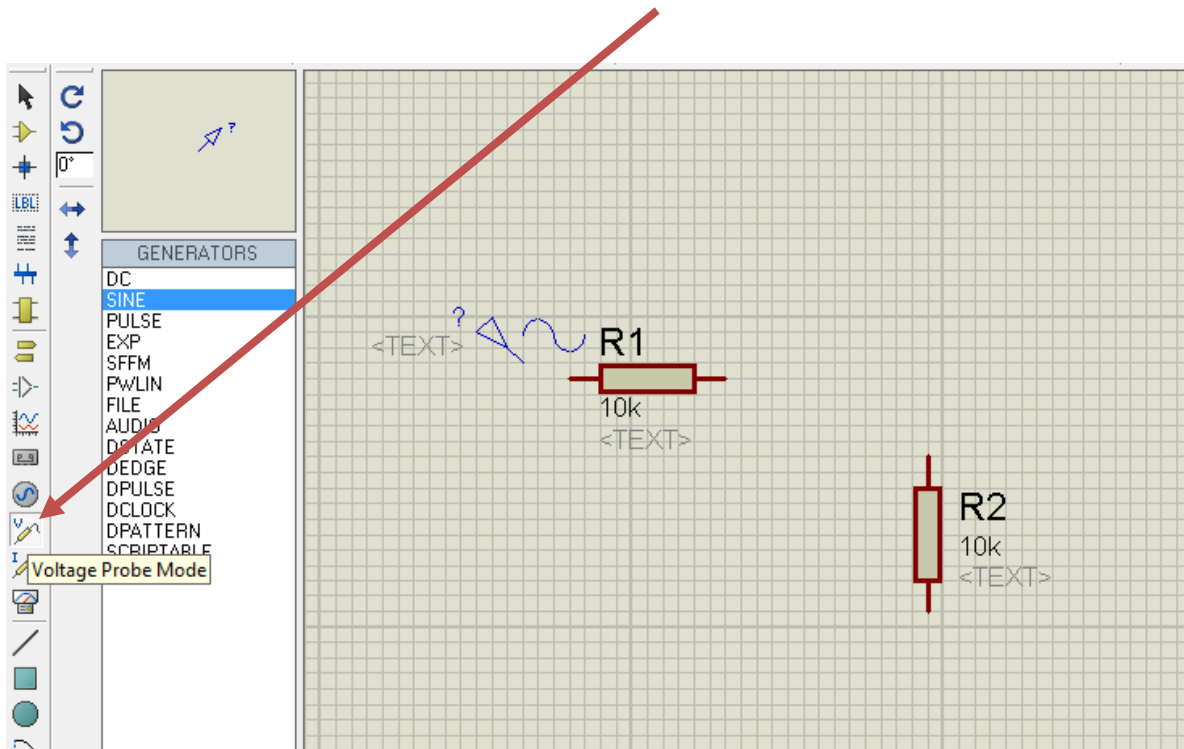 ?
0°
LBL
GENERATORS
DC
SINE
PULSE
EXP
SFFM
PWLIN
FILE
AUDIO
DSTATE
DEDGE
DPULSE
DCLOCK
DPATTERN
SCRIPTABLE
V
I
Voltage Probe Mode
?
<TEXT>
R1
10k
<TEXT>
R2
10k
<TEXT>